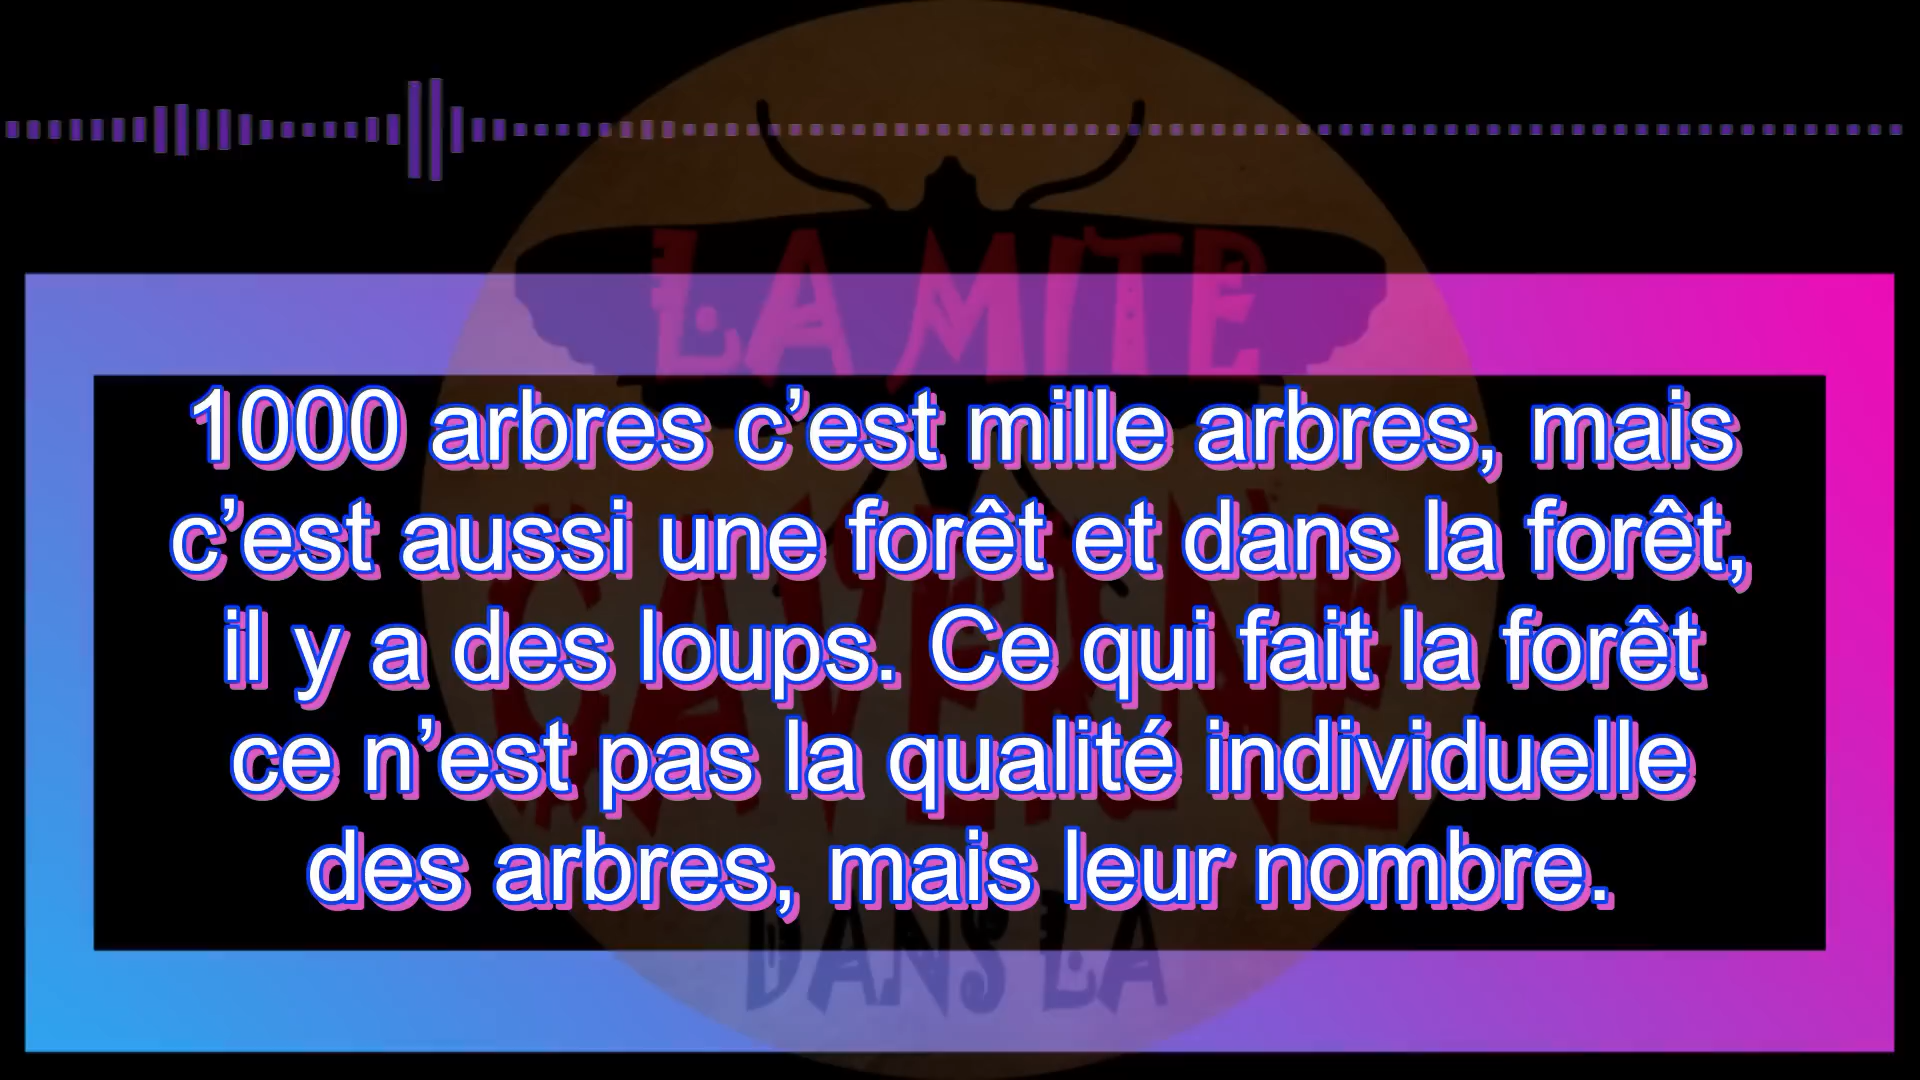 LA MITE
1000 arbres c’est mille arbres, mais
c’est aussi une forêt et dans la forêt,
il y a des loups. Ce qui fait la forêt
ce n’est pas la qualité individuelle
des arbres, mais leur nombre.
CAVERNE
DANS LA